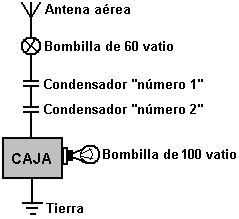 Antena aérea
Bombilla de 60 vatio
Condensador "número 1"
Condensador "número 2"
CAJA
Bombilla de 100 vatio
Tierra